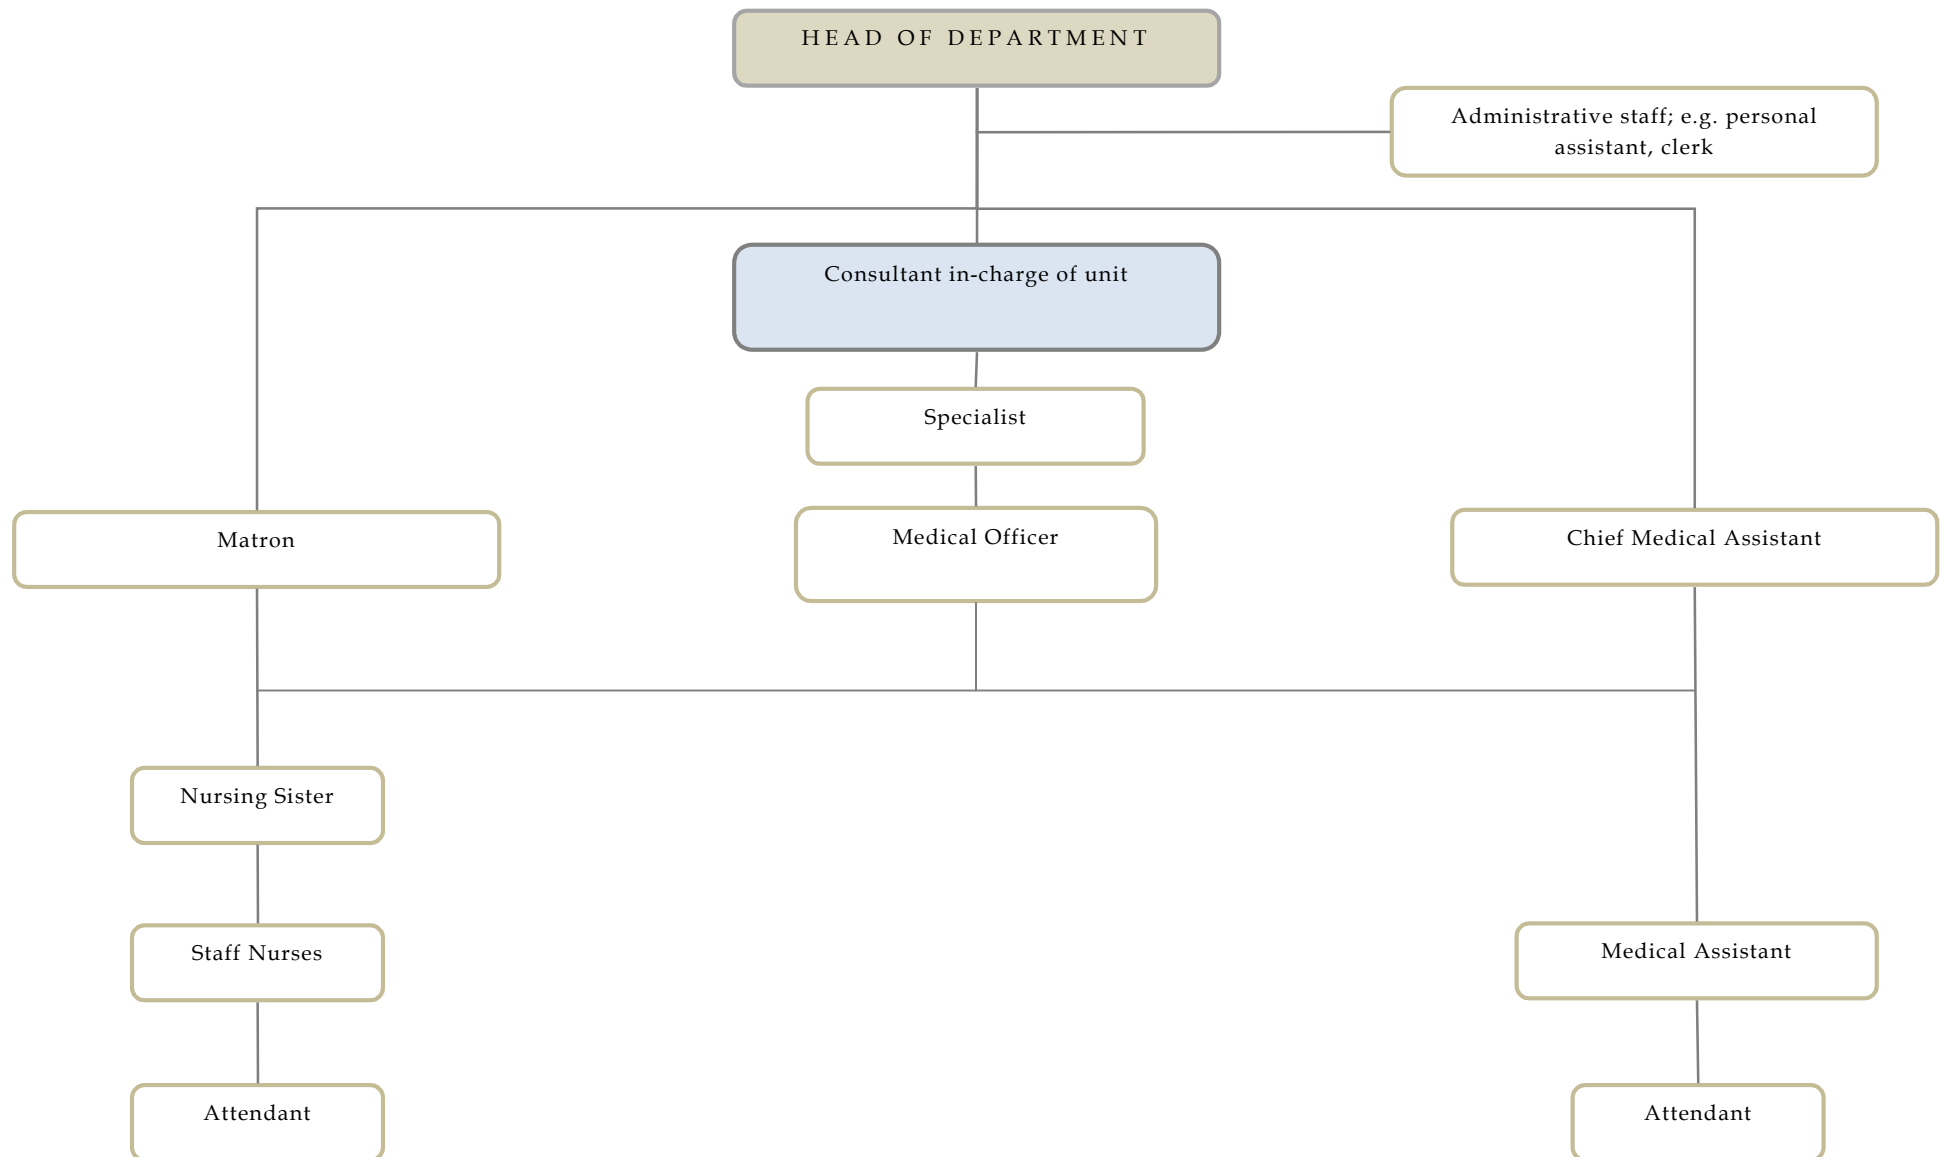 HEAD OF DEPARTMENT
Administrative staff; e.g. personal
assistant, clerk
Consultant in-charge of unit
Specialist
Matron
Medical Officer
Chief Medical Assistant
Nursing Sister
Staff Nurses
Medical Assistant
Attendant
Attendant